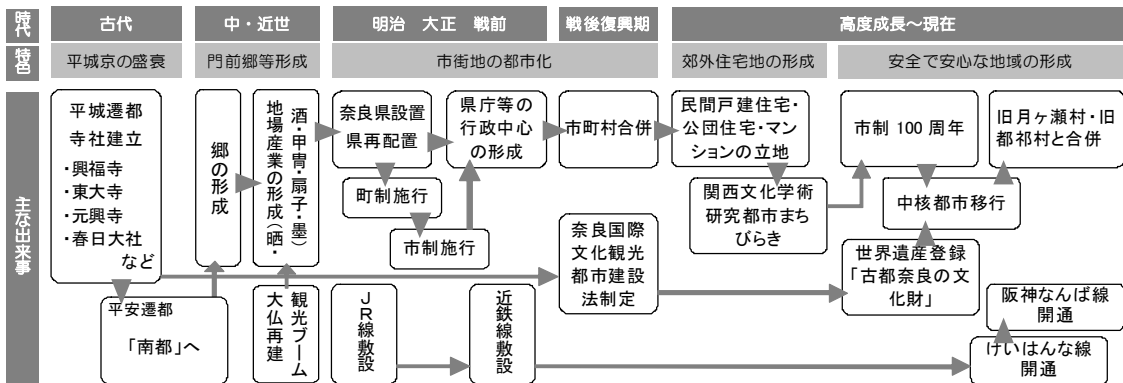 時代
古代
中・近世
明治 大正 戦前
戦後復興期
高度成長～現在
特色
平城京の盛衰
門前郷等形成
市街地の都市化
郊外住宅地の形成
安全で安心な地域の形成
主な出来事
平城遷都
寺社建立
・興福寺
・東大寺
・元興寺
・春日大社
など
平安遷都
「南都」へ
郷の形成
地場産業の形成（晒・
酒・甲冑・扇子・墨）
観光ブーム
大仏再建
奈良県設置
県再配置
町制施行
市制施行
県庁等の
行政中心
の形成
JR線敷設
近鉄線敷設
市町村合併
奈良国際
文化観光
都市建設
法制定
民間戸建住宅・
公団住宅・マン
ションの立地
関西文化学術
研究都市まち
びらき
市制 100 周年
中核都市移行
世界遺産登録
「古都奈良の文
化財」
旧月ヶ瀬村・旧
都祁村と合併
阪神なんば線
開通
けいはんな線
開通